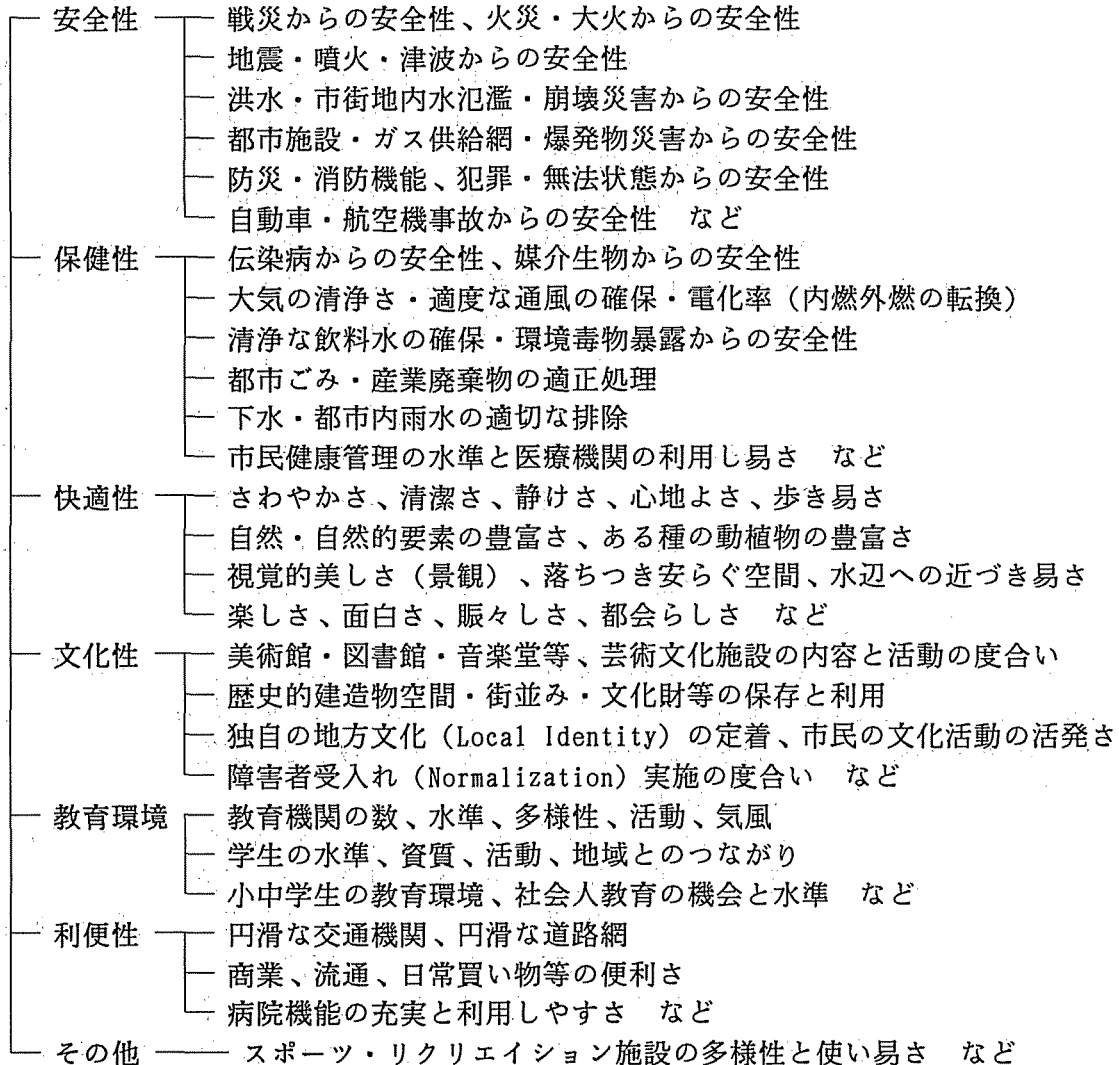 安全性 戦災からの安全性、火災・大火からの安全性
地震・噴火・津波からの安全性
洪水・市街地内水氾濫・崩壊災害からの安全性
都市施設・ガス供給網・爆発物災害からの安全性
防災・消防機能、犯罪・無法状態からの安全性
自動車・航空機事故からの安全性　など
保健性 伝染病からの安全性、媒介生物からの安全性
大気の清浄さ・適度な通風の確保・電化率（内燃外燃の転換）
清浄な飲料水の確保・環境毒物暴露からの安全性
都市ごみ・産業廃棄物の適正処理
下水・都市内雨水の適切な排除
市民健康管理の水準と医療機関の利用し易さ　など
快適性 さわやかさ、清潔さ、静けさ、心地よさ、歩き易さ
自然・自然的要素の豊富さ、ある種の動植物の豊富さ
視覚的美しさ（景観）、落ちつき安らぐ空間、水辺への近づき易さ
楽しさ、面白さ、賑々しさ、都会らしさ　など
文化性 美術館・図書館・音楽堂等、芸術文化施設の内容と活動の度合い
歴史的建造物空間・街並み・文化財等の保存と利用
独自の地方文化（Local Identity）の定着、市民の文化活動の活発さ
障害者受入れ（Normalization）実施の度合い　など
教育環境 教育機関の数、水準、多様性、活動、気風
学生の水準、資質、活動、地域とのつながり
小中学生の教育環境、社会人教育の機会と水準　など
利便性 円滑な交通機関、円滑な道路網
商業、流通、日常買い物等の便利さ
病院機能の充実と利用しやすさ　など
その他 スポーツ・リクリエイション施設の多様性と使い易さ　など